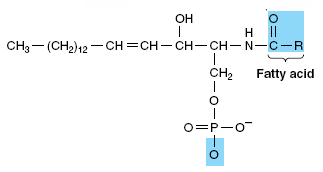 OH O
H
CH3—(CH2)12—CH=CH—CH—CH—N—C—R
CH2 Fatty acid
O
O=P—O−
O